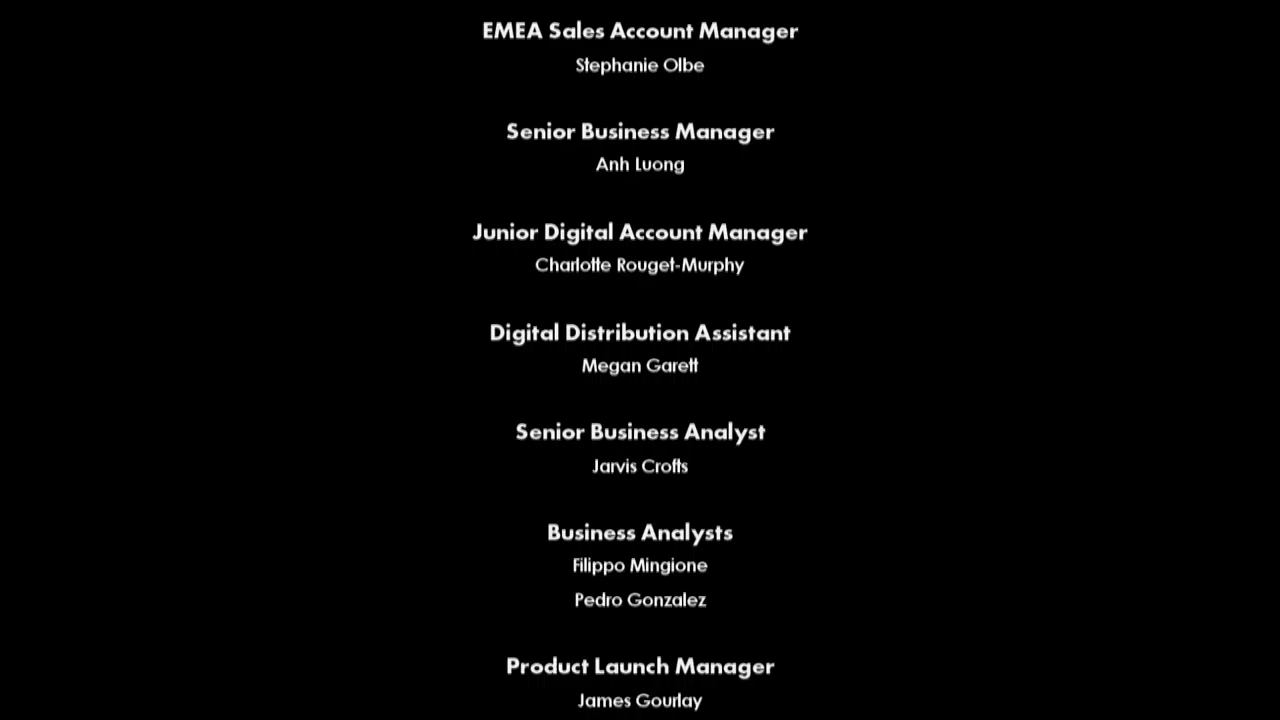 EMEA Sales Account Manager
Stephanie Olbe
Senior Business Manager
Anh Luong
Junior Digital Account Manager
Charlotte Rouget-Murphy
Digital Distribution Assistant
Megan Garett
Senior Business Analyst
Jarvis Crofts
Business Analysts
Filippo Mingione
Pedro Gonzalez
Product Launch Manager
James Gourlay